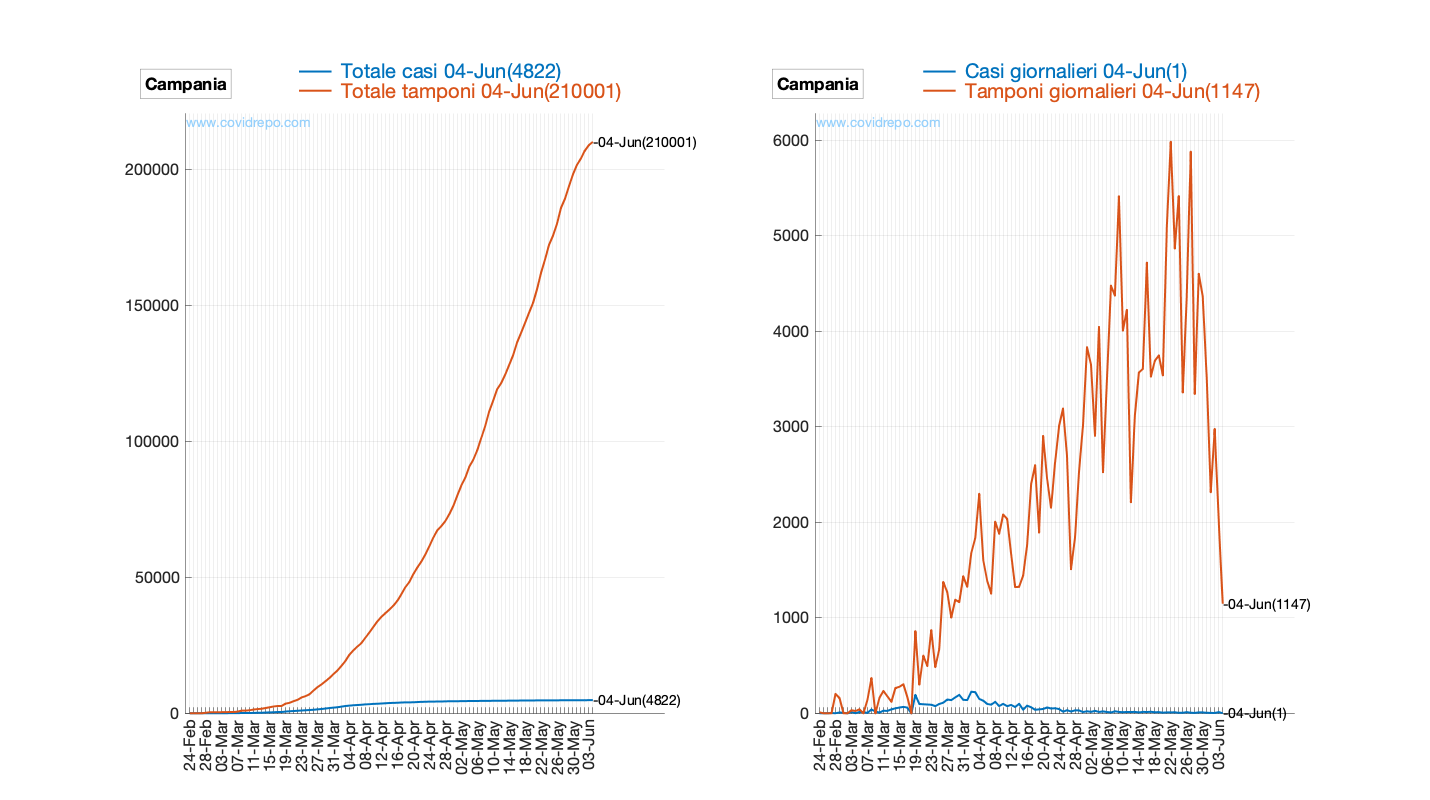 Campania
Totale casi 04-Jun(4822)
Totale tamponi 04-Jun(210001)
www.covidrepo.com
04-Jun(210001)
200000
150000
100000
50000
0
04-Jun(4822)
24-Feb
28-Feb
03-Mar
07-Mar
11-Mar
15-Mar
19-Mar
23-Mar
27-Mar
31-Mar
04-Apr
08-Apr
12-Apr
16-Apr
20-Apr
24-Apr
28-Apr
02-May
06-May
10-May
14-May
18-May
22-May
26-May
30-May
03-Jun
Campania
Casi giornalieri 04-Jun(1)
Tamponi giornalieri 04-Jun(1147)
www.covidrepo.com
6000
5000
4000
3000
2000
1000
0
04-Jun(1147)
04-Jun(1)
24-Feb
28-Feb
03-Mar
07-Mar
11-Mar
15-Mar
19-Mar
23-Mar
27-Mar
31-Mar
04-Apr
08-Apr
12-Apr
16-Apr
20-Apr
24-Apr
28-Apr
02-May
06-May
10-May
14-May
18-May
22-May
26-May
30-May
03-Jun